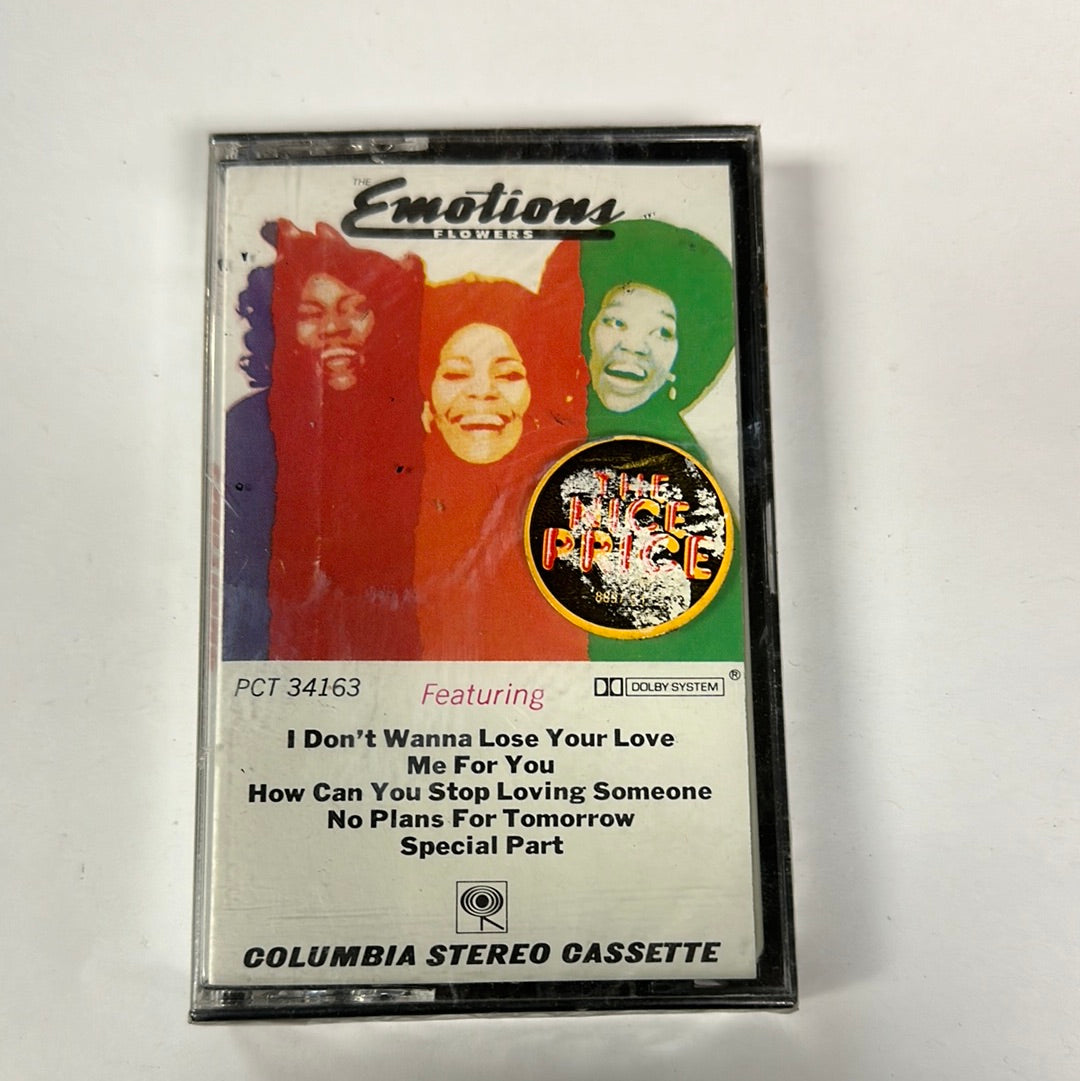 THE
Emotions
FLOWERS
THE
NICE
PRICE
PCT 34163
Featuring
DOLBY SYSTEM ®
I Don't Wanna Lose Your Love
Me For You
How Can You Stop Loving Someone
No Plans For Tomorrow
Special Part
COLUMBIA STEREO CASSETTE